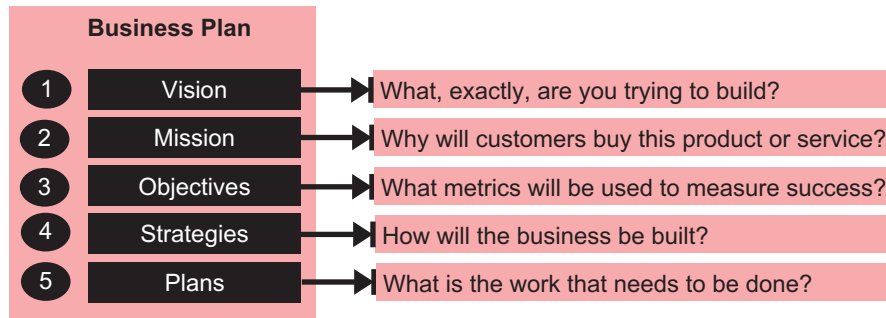 Business Plan
1 Vision What, exactly, are you trying to build?
2 Mission Why will customers buy this product or service?
3 Objectives What metrics will be used to measure success?
4 Strategies How will the business be built?
5 Plans What is the work that needs to be done?